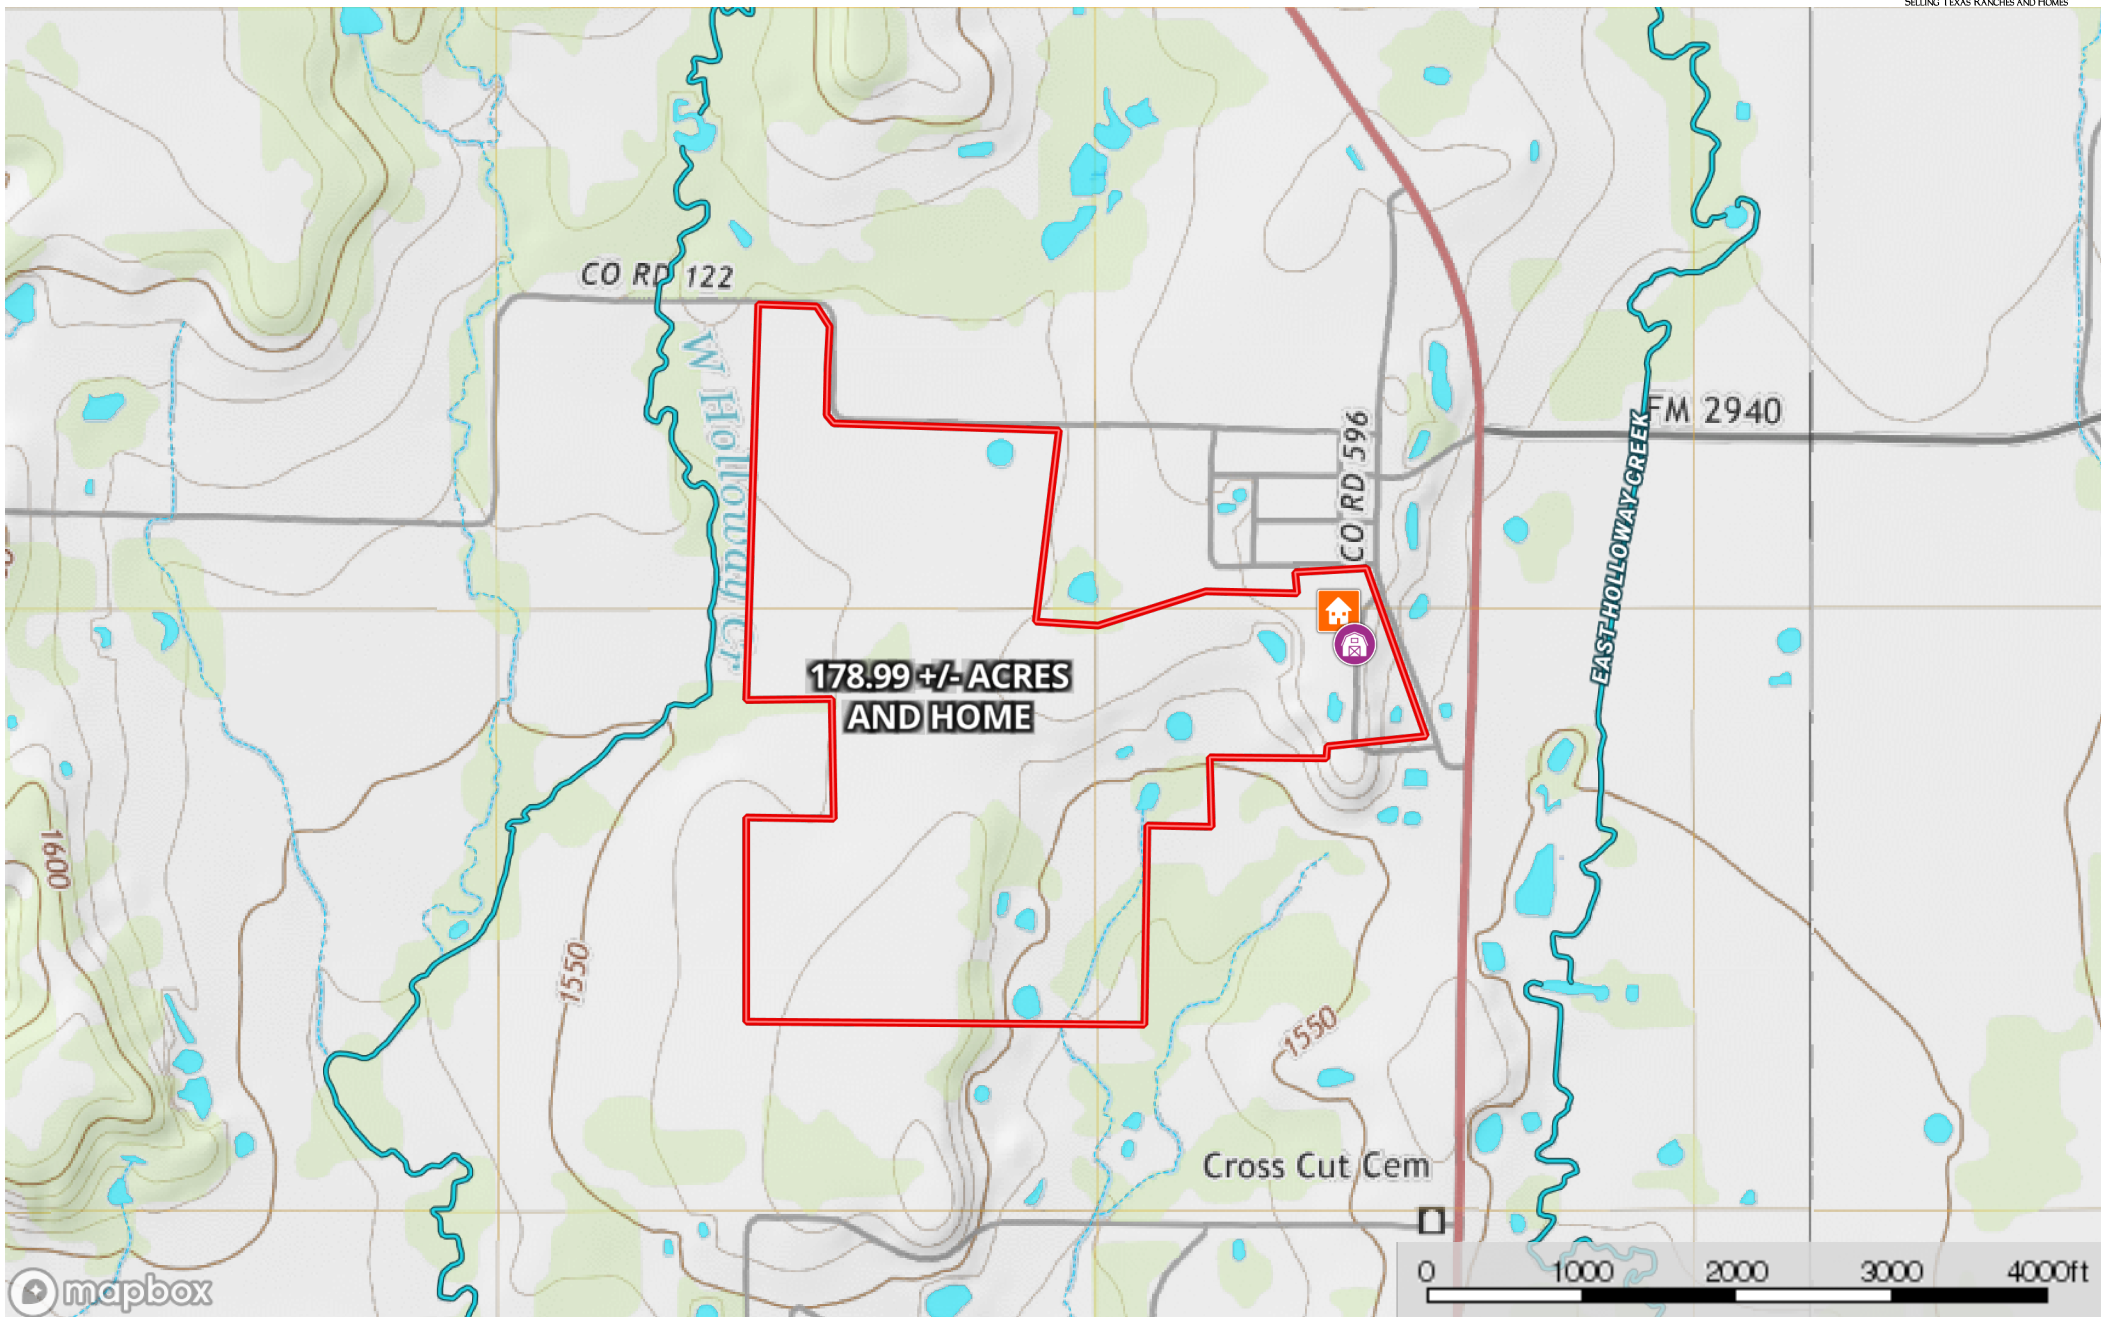 SELLING TEXAS RANCHES AND HOMES
CO RD 122
W Holloway Cr
FM 2940
CO RD 596
EAST HOLLOWAY CREEK
178.99 +/- ACRES
AND HOME
1600
1550
1550
Cross Cut Cem
0 1000 2000 3000 4000ft
mapbox